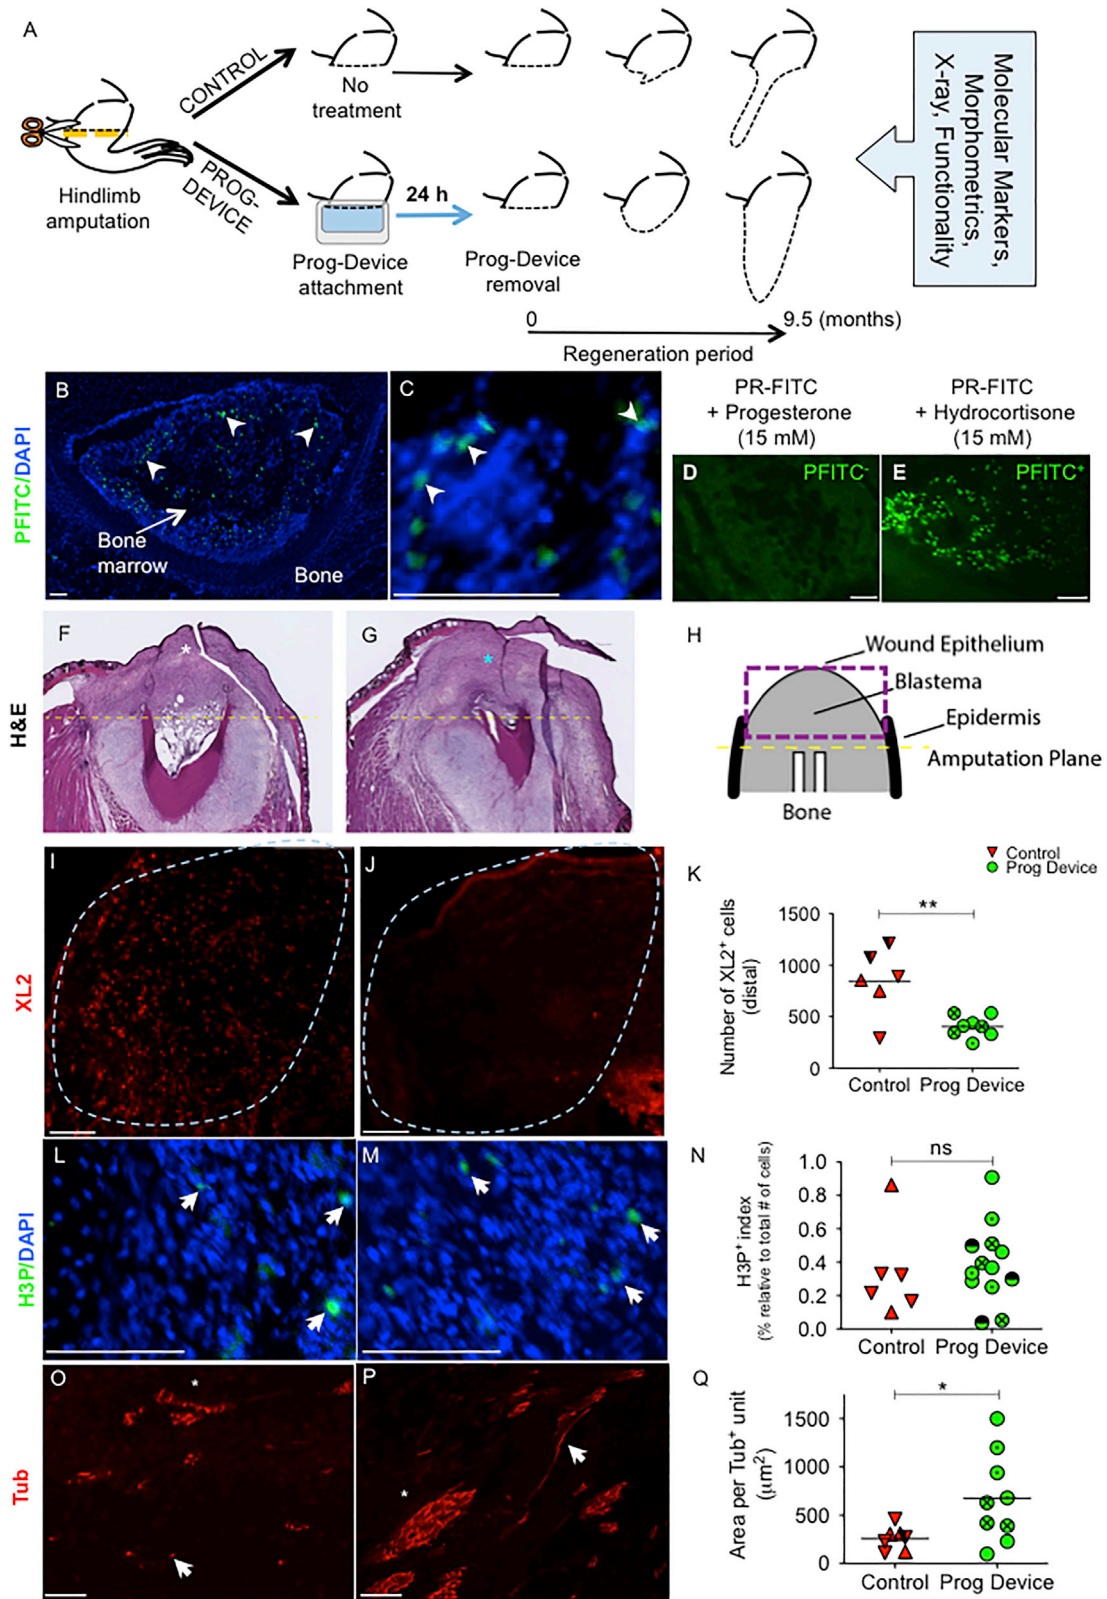 A
CONTROL
No
treatment
Hindlimb
amputation
PROG-
DEVICE
24 h
Prog-Device
attachment
Prog-Device
removal
Molecular Markers,
Morphometrics,
X-ray, Functionality
0
9.5 (months)
Regeneration period
PFITC/DAPI
B
Bone
marrow
Bone
C
PR-FITC
+ Progesterone
(15 mM)
PR-FITC
+ Hydrocortisone
(15 mM)
D
PFITC-
E
PFITC+
H&E
F
*
G
*
H
Wound Epithelium
Blastema
Epidermis
Amputation Plane
Bone
XL2
I
J
Control
Prog Device
K
**
Number of XL2+ cells
(distal)
1500
1000
500
0
Control
Prog Device
H3P/DAPI
L
M
N
ns
H3P+ index
(% relative to total # of cells)
1.0
0.8
0.6
0.4
0.2
0.0
Control
Prog Device
Tub
O
*
P
*
Q
*
Area per Tub+ unit
(µm2)
1500
1000
500
0
Control
Prog Device